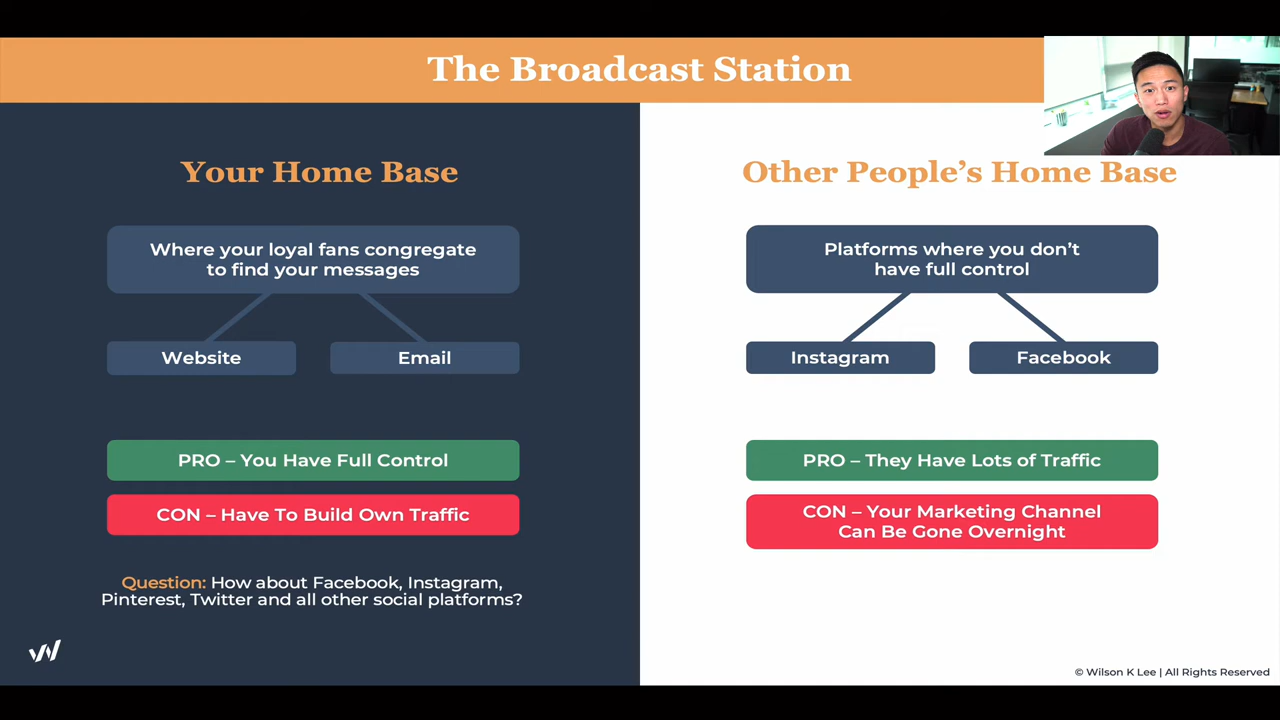 The Broadcast Station
Your Home Base
Where your loyal fans congregate
to find your messages
Website
Email
PRO – You Have Full Control
CON – Have To Build Own Traffic
Question: How about Facebook, Instagram,
Pinterest, Twitter and all other social platforms?
Other People’s Home Base
Platforms where you don’t
have full control
Instagram
Facebook
PRO – They Have Lots of Traffic
CON – Your Marketing Channel
Can Be Gone Overnight
© Wilson K Lee | All Rights Reserved